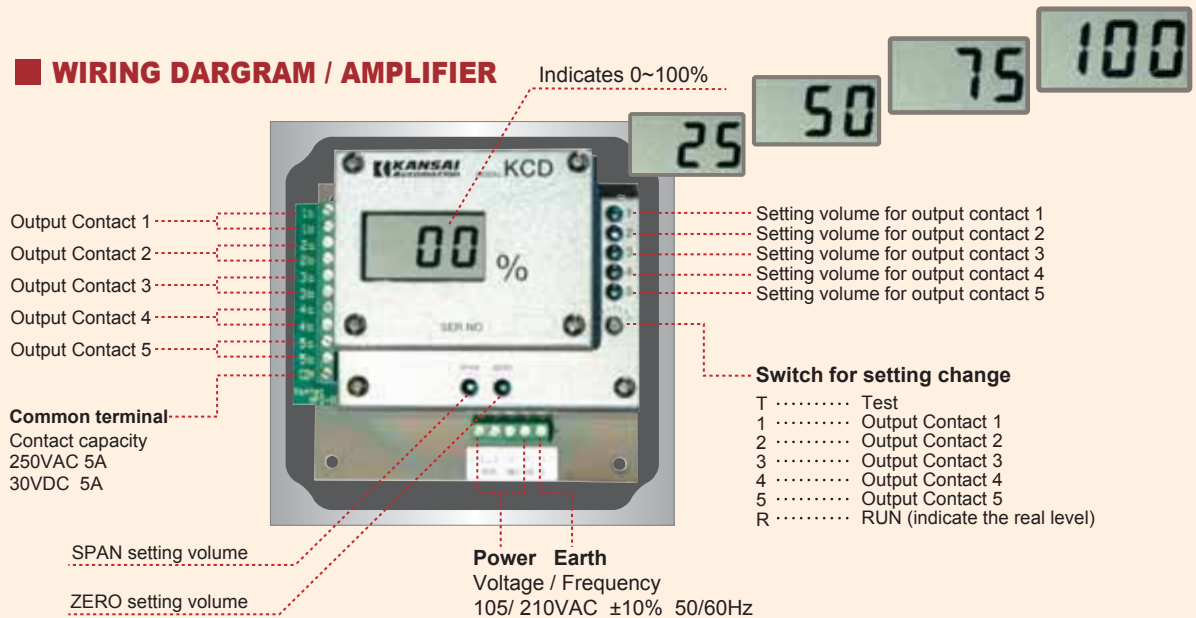 WIRING DARGRAM / AMPLIFIER
Indicates 0~100%
25
50
75
100
KANSAI
AUTOMATION
KCD
00 %
SER.NO
Output Contact 1
Output Contact 2
Output Contact 3
Output Contact 4
Output Contact 5
Common terminal
Contact capacity
250VAC 5A
30VDC 5A
Setting volume for output contact 1
Setting volume for output contact 2
Setting volume for output contact 3
Setting volume for output contact 4
Setting volume for output contact 5
Switch for setting change
T ·········· Test
1 ·········· Output Contact 1
2 ·········· Output Contact 2
3 ·········· Output Contact 3
4 ·········· Output Contact 4
5 ·········· Output Contact 5
R ·········· RUN (indicate the real level)
SPAN setting volume
ZERO setting volume
Power Earth
Voltage / Frequency
105/ 210VAC ±10% 50/60Hz